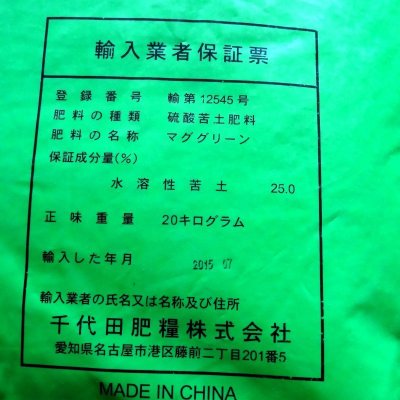 輸入業者保証票
登録番号 輸第12545号
肥料の種類 硫酸苦土肥料
肥料の名称 マググリーン
保証成分量(%)
水溶性苦土 25.0
正味重量 20キログラム
輸入した年月 2015 07
輸入業者の氏名又は名称及び住所
千代田肥糧株式会社
愛知県名古屋市港区藤前二丁目201番5
MADE IN CHINA